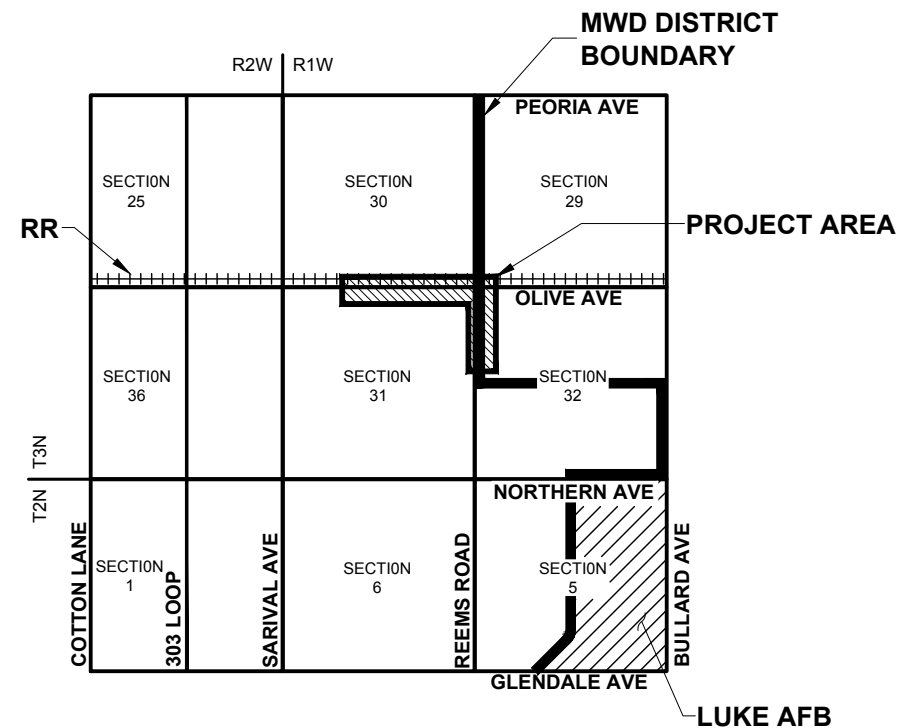 MWD DISTRICT
BOUNDARY
R2W
R1W
PEORIA AVE
SECTI0N
25
SECTI0N
30
SECTI0N
29
RR
PROJECT AREA
OLIVE AVE
SECTI0N
36
SECTI0N
31
SECTI0N
32
T3N
T2N
NORTHERN AVE
COTTON LANE
SECTI0N
1
303 LOOP
SARIVAL AVE
SECTI0N
6
REEMS ROAD
SECTI0N
5
BULLARD AVE
GLENDALE AVE
LUKE AFB